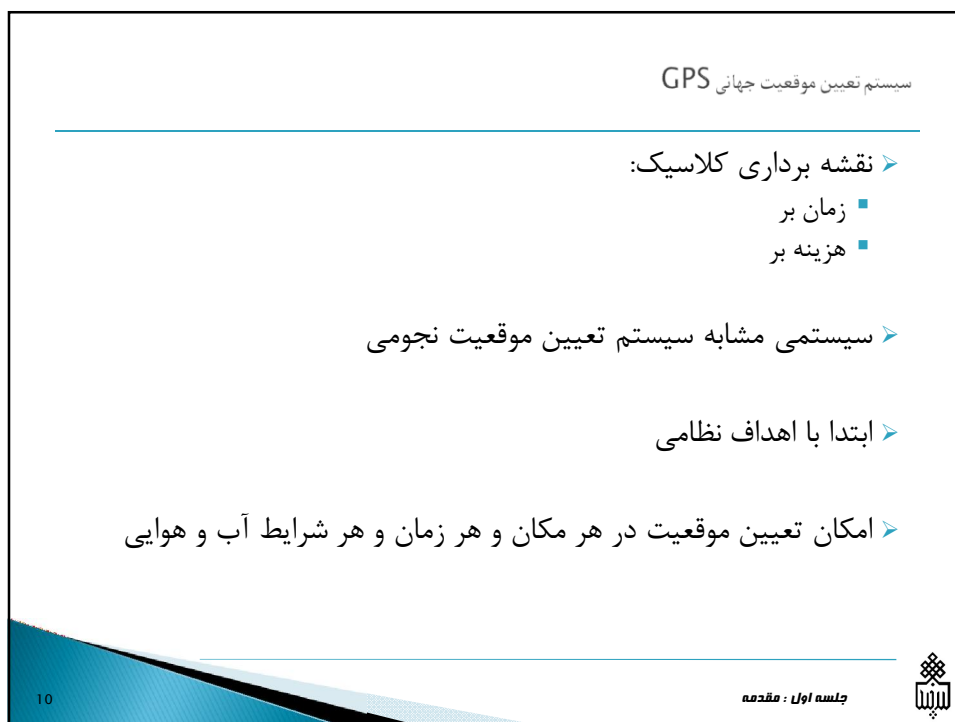 سیستم تعیین موقعیت جهانی GPS
نقشه برداری کلاسیک:
زمان بر
هزینه بر
سیستمی مشابه سیستم تعیین موقعیت نجومی
ابتدا با اهداف نظامی
امکان تعیین موقعیت در هر مکان و هر زمان و هر شرایط آب و هوایی
جلسه اول : مقدمه
10